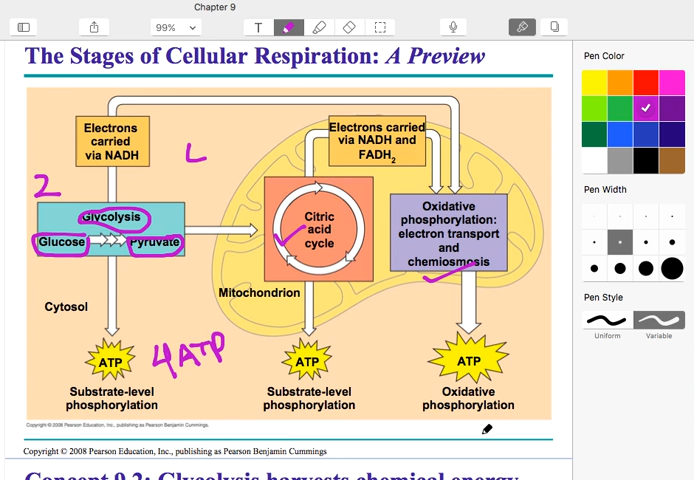 Chapter 9
99%
T
The Stages of Cellular Respiration: A Preview
Pen Color
Electrons
carried
via NADH
Electrons carried
via NADH and
FADH2
L
2
Glycolysis
Glucose
Pyruvate
Citric
acid
cycle
Oxidative
phosphorylation:
electron transport
and
chemiosmosis
Pen Width
Cytosol
Mitochondrion
Pen Style
Uniform
Variable
ATP
4 ATP
ATP
ATP
Substrate-level
phosphorylation
Substrate-level
phosphorylation
Oxidative
phosphorylation
Copyright © 2008 Pearson Education, Inc., publishing as Pearson Benjamin Cummings.
Copyright © 2008 Pearson Education, Inc., publishing as Pearson Benjamin Cummings
Concept 9.2: Glycolysis harvests chemical energy